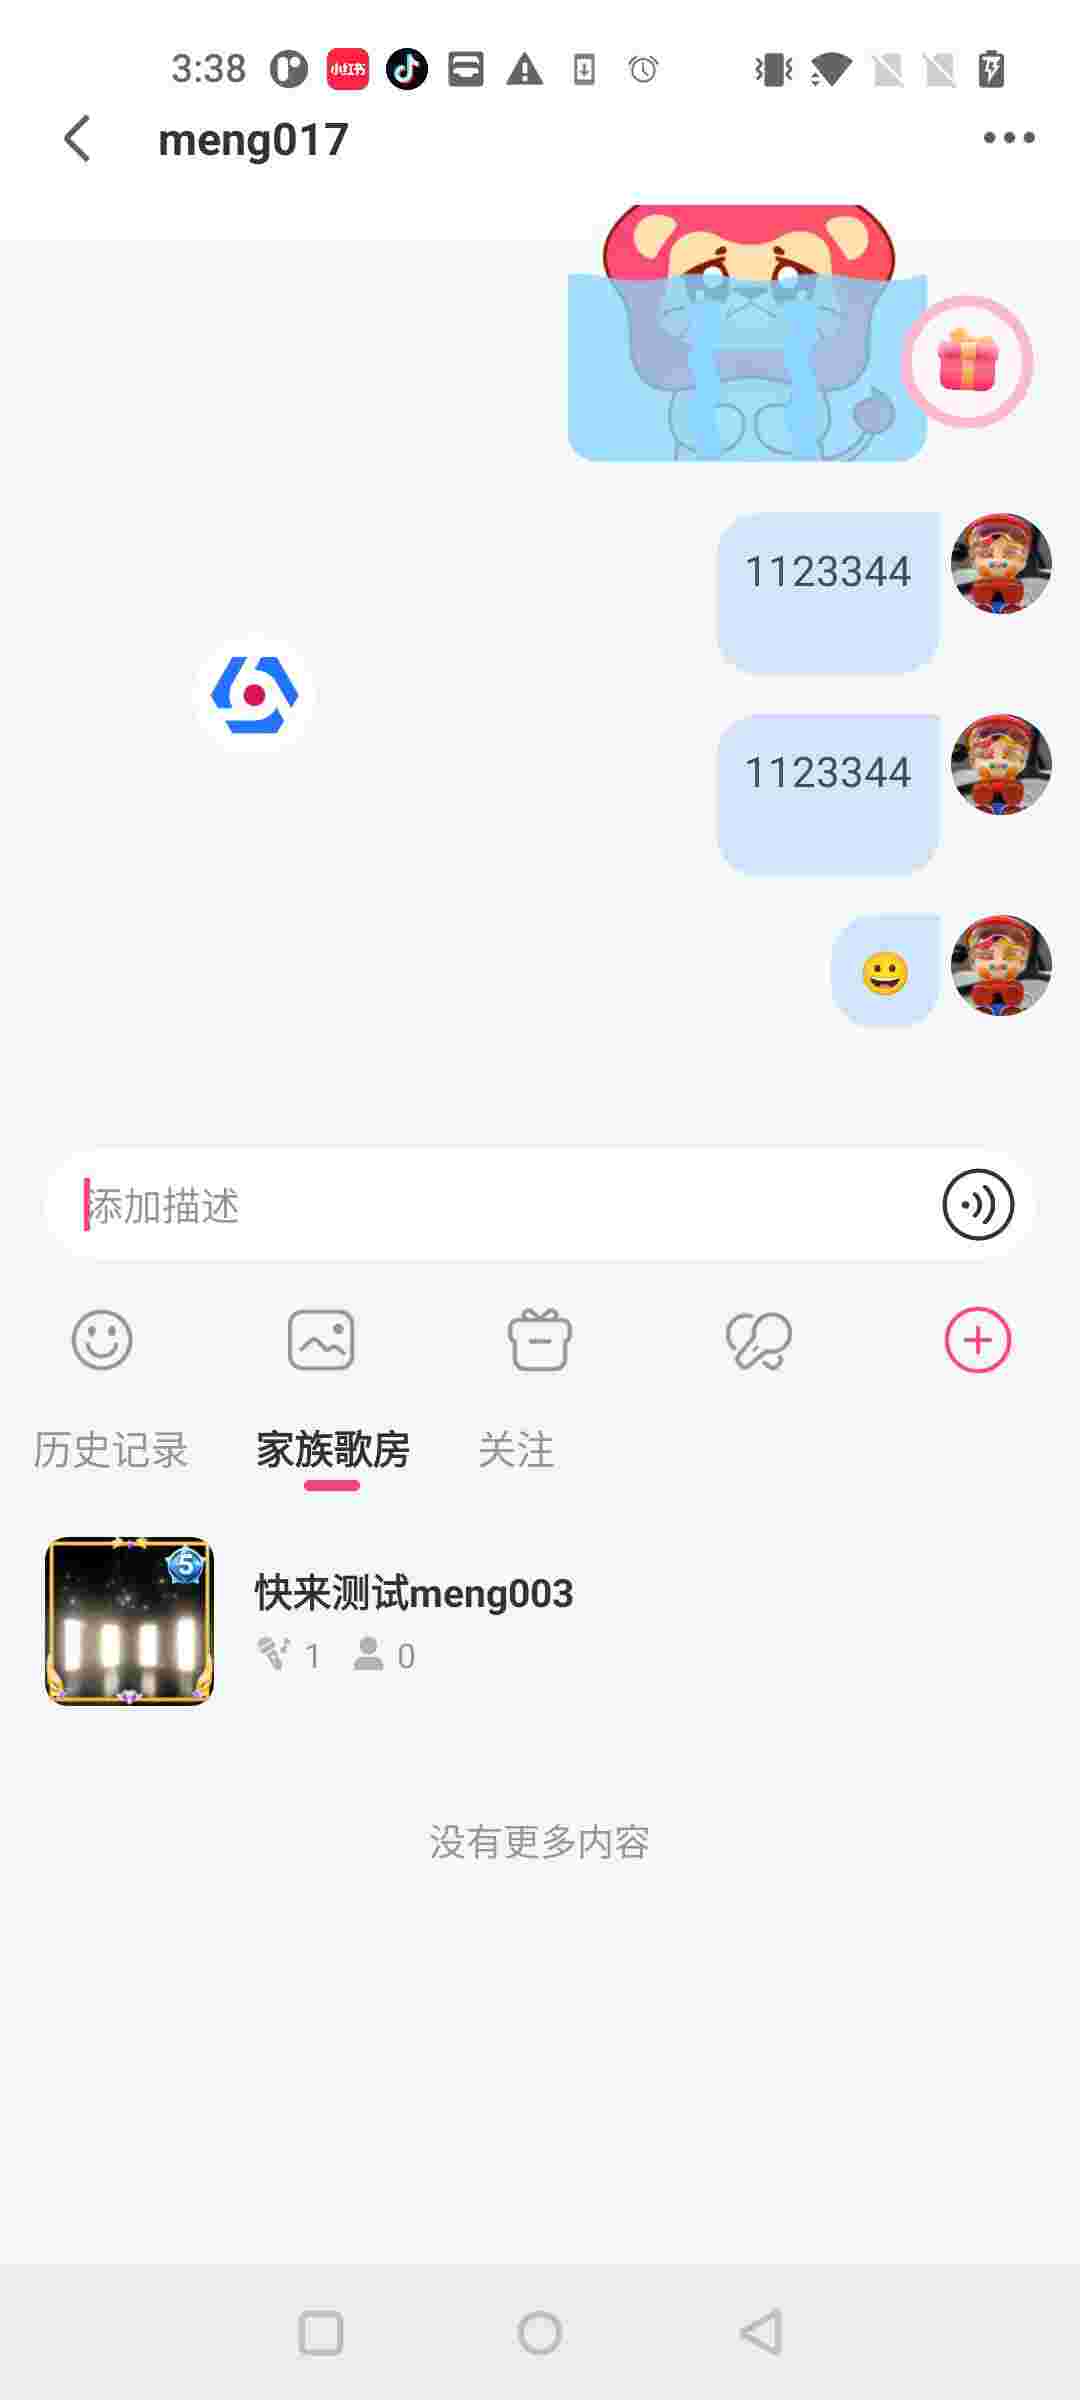 3:38
小红书
meng017
1123344
1123344
添加描述
历史记录 家族歌房 关注
5
快来测试meng003
1 0
没有更多内容